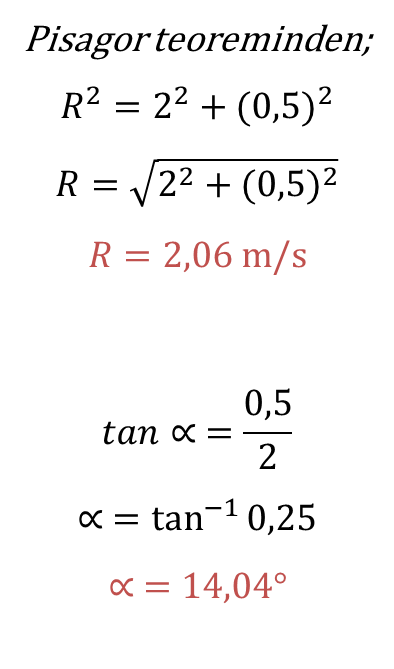 Pisagor teoreminden;
R² = 2² + (0,5)²
R = √(2² + (0,5)²)
R = 2,06 m/s
tan ∝ = 0,5/2
∝ = tan⁻¹ 0,25
∝ = 14,04°